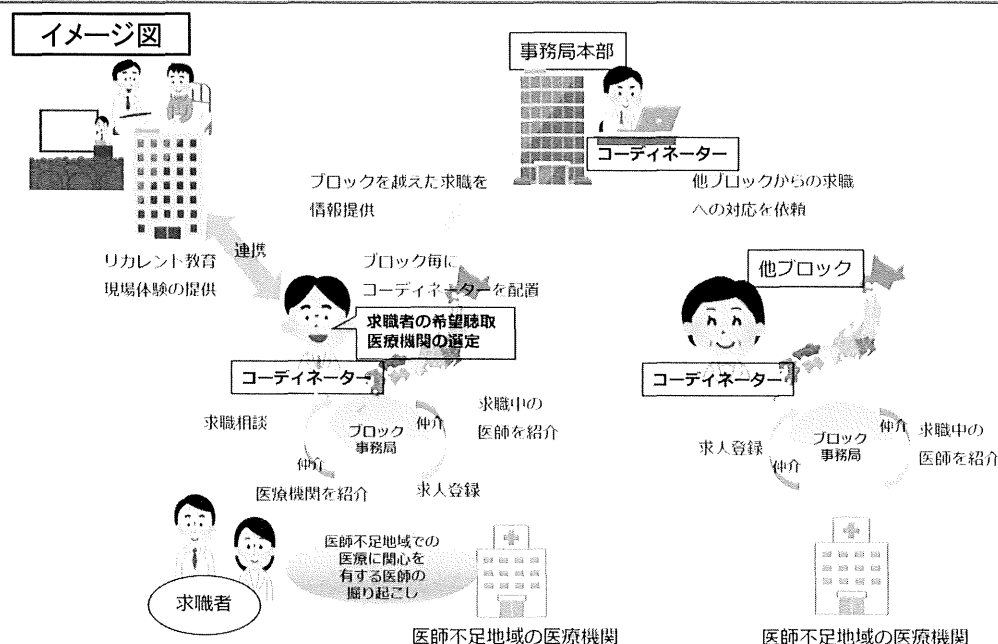 イメージ図
事務局本部
コーディネーター
ブロックを越えた求職を
情報提供
他ブロックからの求職
への対応を依頼
連携
リカレント教育
現場体験の提供
ブロック毎に
コーディネーターを配置
求職者の希望聴取
医療機関の選定
コーディネーター
求職相談
ブロック
事務局
仲介
求職中の
医師を紹介
仲介
医療機関を紹介
求人登録
求職者
医師不足地域での
医療に関心を
有する医師の
掘り起こし
医師不足地域の医療機関
他ブロック
コーディネーター
求人登録
ブロック
事務局
仲介
求職中の
医師を紹介
仲介
医師不足地域の医療機関